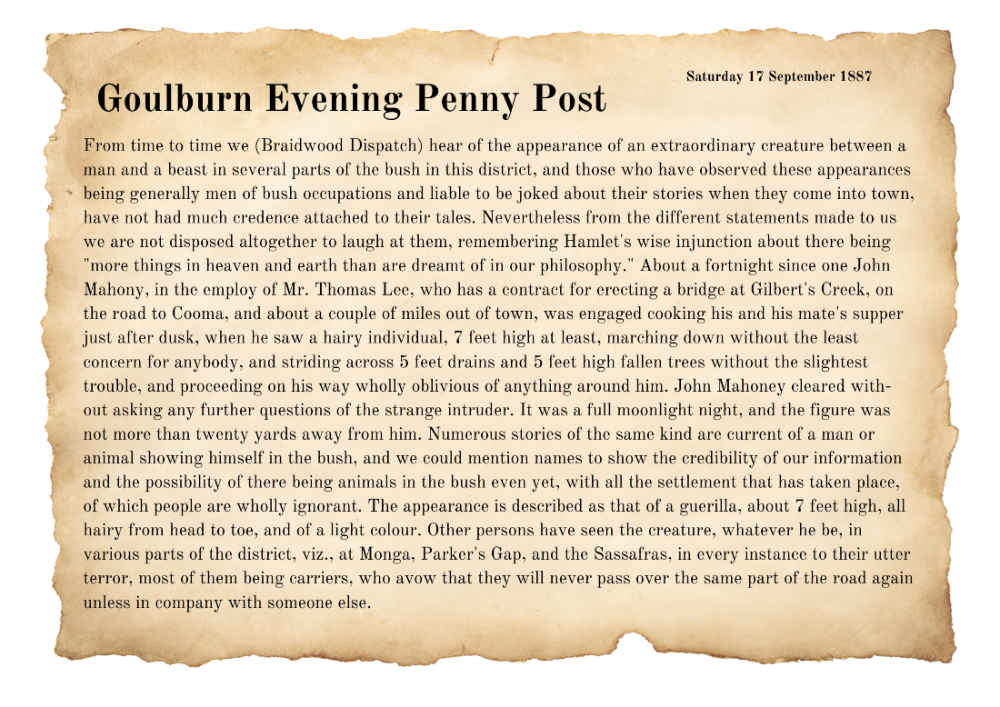 Saturday 17 September 1887
Goulburn Evening Penny Post
From time to time we (Braidwood Dispatch) hear of the appearance of an extraordinary creature between a
man and a beast in several parts of the bush in this district, and those who have observed these appearances
being generally men of bush occupations and liable to be joked about their stories when they come into town,
have not had much credence attached to their tales. Nevertheless from the different statements made to us
we are not disposed altogether to laugh at them, remembering Hamlet's wise injunction about there being
"more things in heaven and earth than are dreamt of in our philosophy." About a fortnight since one John
Mahony, in the employ of Mr. Thomas Lee, who has a contract for erecting a bridge at Gilbert's Creek, on
the road to Cooma, and about a couple of miles out of town, was engaged cooking his and his mate's supper
just after dusk, when he saw a hairy individual, 7 feet high at least, marching down without the least
concern for anybody, and striding across 5 feet drains and 5 feet high fallen trees without the slightest
trouble, and proceeding on his way wholly oblivious of anything around him. John Mahoney cleared with-
out asking any further questions of the strange intruder. It was a full moonlight night, and the figure was
not more than twenty yards away from him. Numerous stories of the same kind are current of a man or
animal showing himself in the bush, and we could mention names to show the credibility of our information
and the possibility of there being animals in the bush even yet, with all the settlement that has taken place,
of which people are wholly ignorant. The appearance is described as that of a guerilla, about 7 feet high, all
hairy from head to toe, and of a light colour. Other persons have seen the creature, whatever he be, in
various parts of the district, viz., at Monga, Parker's Gap, and the Sassafras, in every instance to their utter
terror, most of them being carriers, who avow that they will never pass over the same part of the road again
unless in company with someone else.